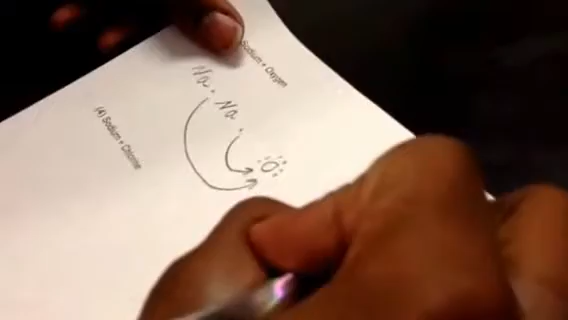 Sodium + Oxygen
Na · Na ·
O
(4) Sodium + Chlorine